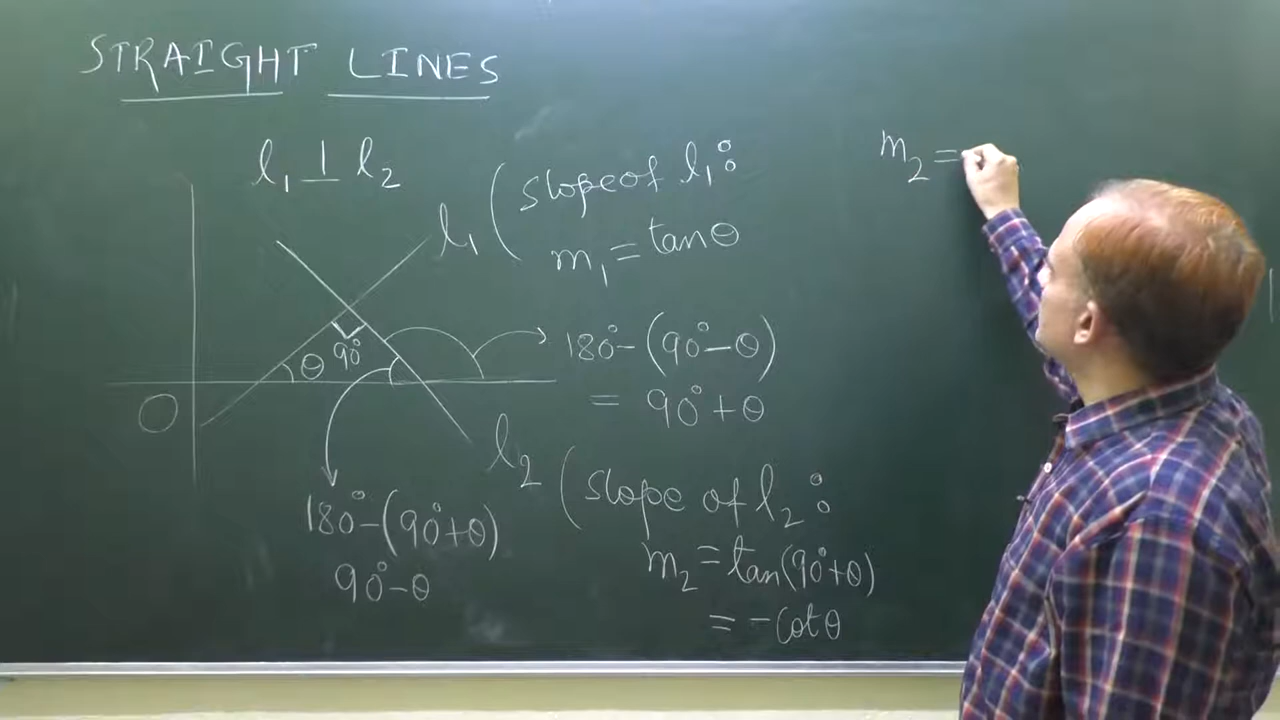 STRAIGHT LINES
l₁ ⊥ l₂
l₁ (slope of l₁ :
m₁ = tanθ
θ 90°
180° - (90° - θ)
= 90° + θ
O
l₂ (slope of l₂ :
m₂ = tan(90° + θ)
= - cotθ
180° - (90° + θ)
90° - θ
m₂ =